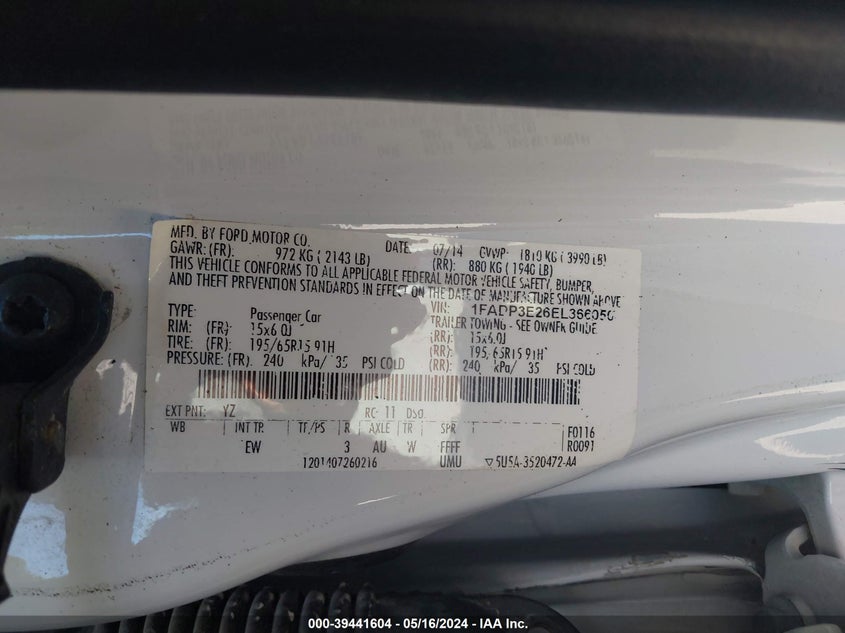 MFD. BY FORD MOTOR CO. DATE 07/14 GVWR- 1810 KG ( 3990 LB)
GAWR: (FR): 972 KG ( 2143 LB) (RR): 880 KG ( 1940 LB)
THIS VEHICLE CONFORMS TO ALL APPLICABLE FEDERAL MOTOR VEHICLE SAFETY, BUMPER,
AND THEFT PREVENTION STANDARDS IN EFFECT ON THE DATE OF MANUFACTURE SHOWN ABOVE
VIN: 1FADP3E26EL366050
TYPE: Passenger Car TRAILER TOWING - SEE OWNER GUIDE
RIM: (FR) 15x6.0J (RR): 15x6.0J
TIRE: (FR) 195/65R15 91H (RR) 195/65R15 91H
PRESSURE: (FR) 240 kPa/ 35 PSI COLD (RR) 240 kPa/ 35 PSI COLD
EXT PNT: YZ RC: 11 DSO:
WB INT TR TP/PS R AXLE TR SPR F0116
EW 3 AU W FFFF R0091
1201407260216 UMU ▽5U5A-3520472-AA
000-39441604 - 05/16/2024 - IAA Inc.